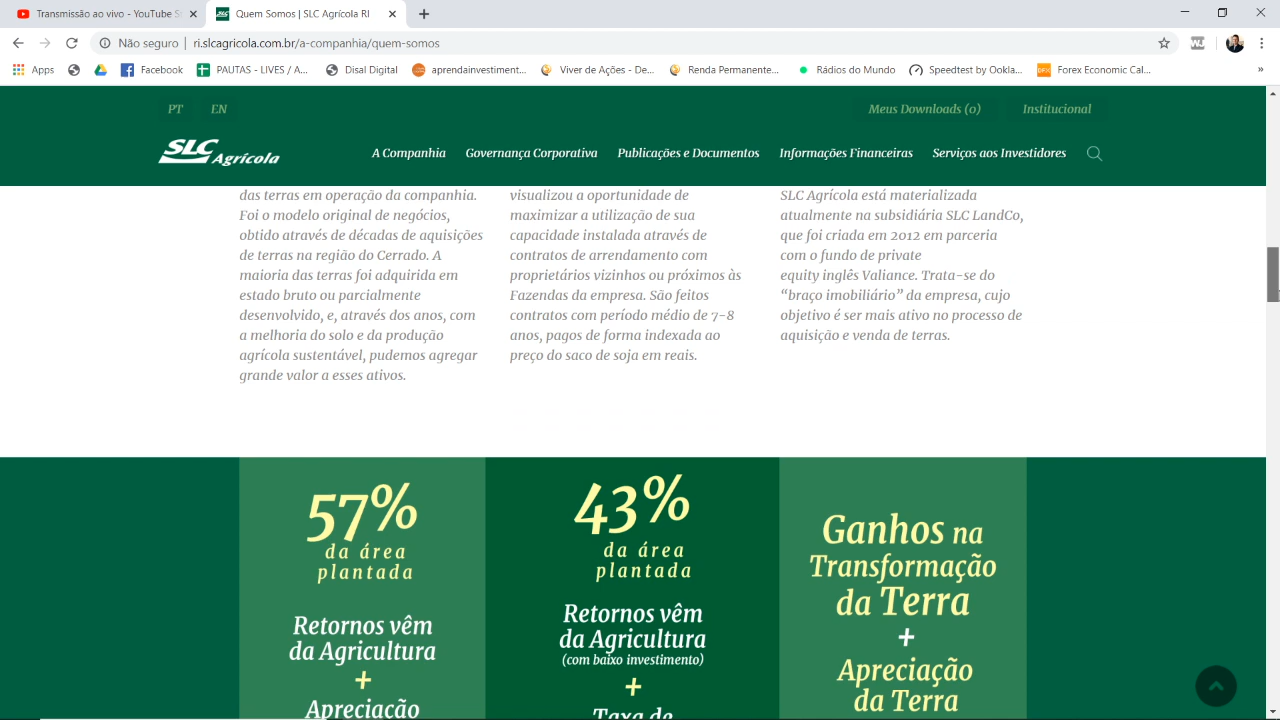 Transmissão ao vivo - YouTube
Quem Somos | SLC Agrícola RI
Não seguro | ri.slcagricola.com.br/a-companhia/quem-somos
Apps
Facebook
PAUTAS - LIVES / A...
Disal Digital
aprendainvestiment...
Viver de Ações - De...
Renda Permanente...
Rádios do Mundo
Speedtest by Ookla...
Forex Economic Cal...
»
PT EN
Meus Downloads (0) Institucional
SLC Agrícola
A Companhia Governança Corporativa Publicações e Documentos Informações Financeiras Serviços aos Investidores
das terras em operação da companhia.
Foi o modelo original de negócios,
obtido através de décadas de aquisições
de terras na região do Cerrado. A
maioria das terras foi adquirida em
estado bruto ou parcialmente
desenvolvido, e, através dos anos, com
a melhoria do solo e da produção
agrícola sustentável, pudemos agregar
grande valor a esses ativos.
visualizou a oportunidade de
maximizar a utilização de sua
capacidade instalada através de
contratos de arrendamento com
proprietários vizinhos ou próximos às
Fazendas da empresa. São feitos
contratos com período médio de 7-8
anos, pagos de forma indexada ao
preço do saco de soja em reais.
SLC Agrícola está materializada
atualmente na subsidiária SLC LandCo,
que foi criada em 2012 em parceria
com o fundo de private
equity inglês Valiance. Trata-se do
“braço imobiliário” da empresa, cujo
objetivo é ser mais ativo no processo de
aquisição e venda de terras.
57%
da área
plantada
Retornos vêm
da Agricultura
+
Apreciação
43%
da área
plantada
Retornos vêm
da Agricultura
(com baixo investimento)
+
Taxa de
Ganhos na
Transformação
da Terra
+
Apreciação
da Terra